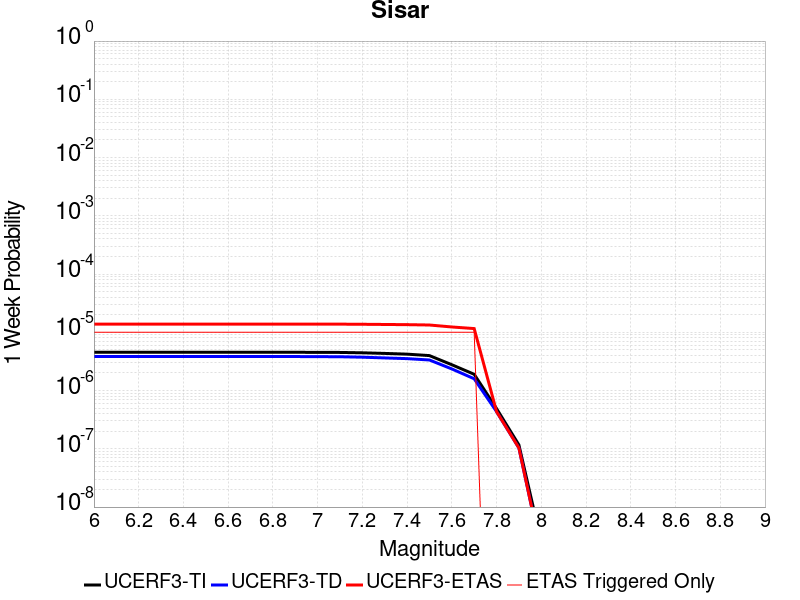 Sisar
10^0
10^-1
10^-2
10^-3
10^-4
10^-5
10^-6
10^-7
10^-8
1 Week Probability
6 6.2 6.4 6.6 6.8 7 7.2 7.4 7.6 7.8 8 8.2 8.4 8.6 8.8 9
Magnitude
UCERF3-TI UCERF3-TD UCERF3-ETAS ETAS Triggered Only